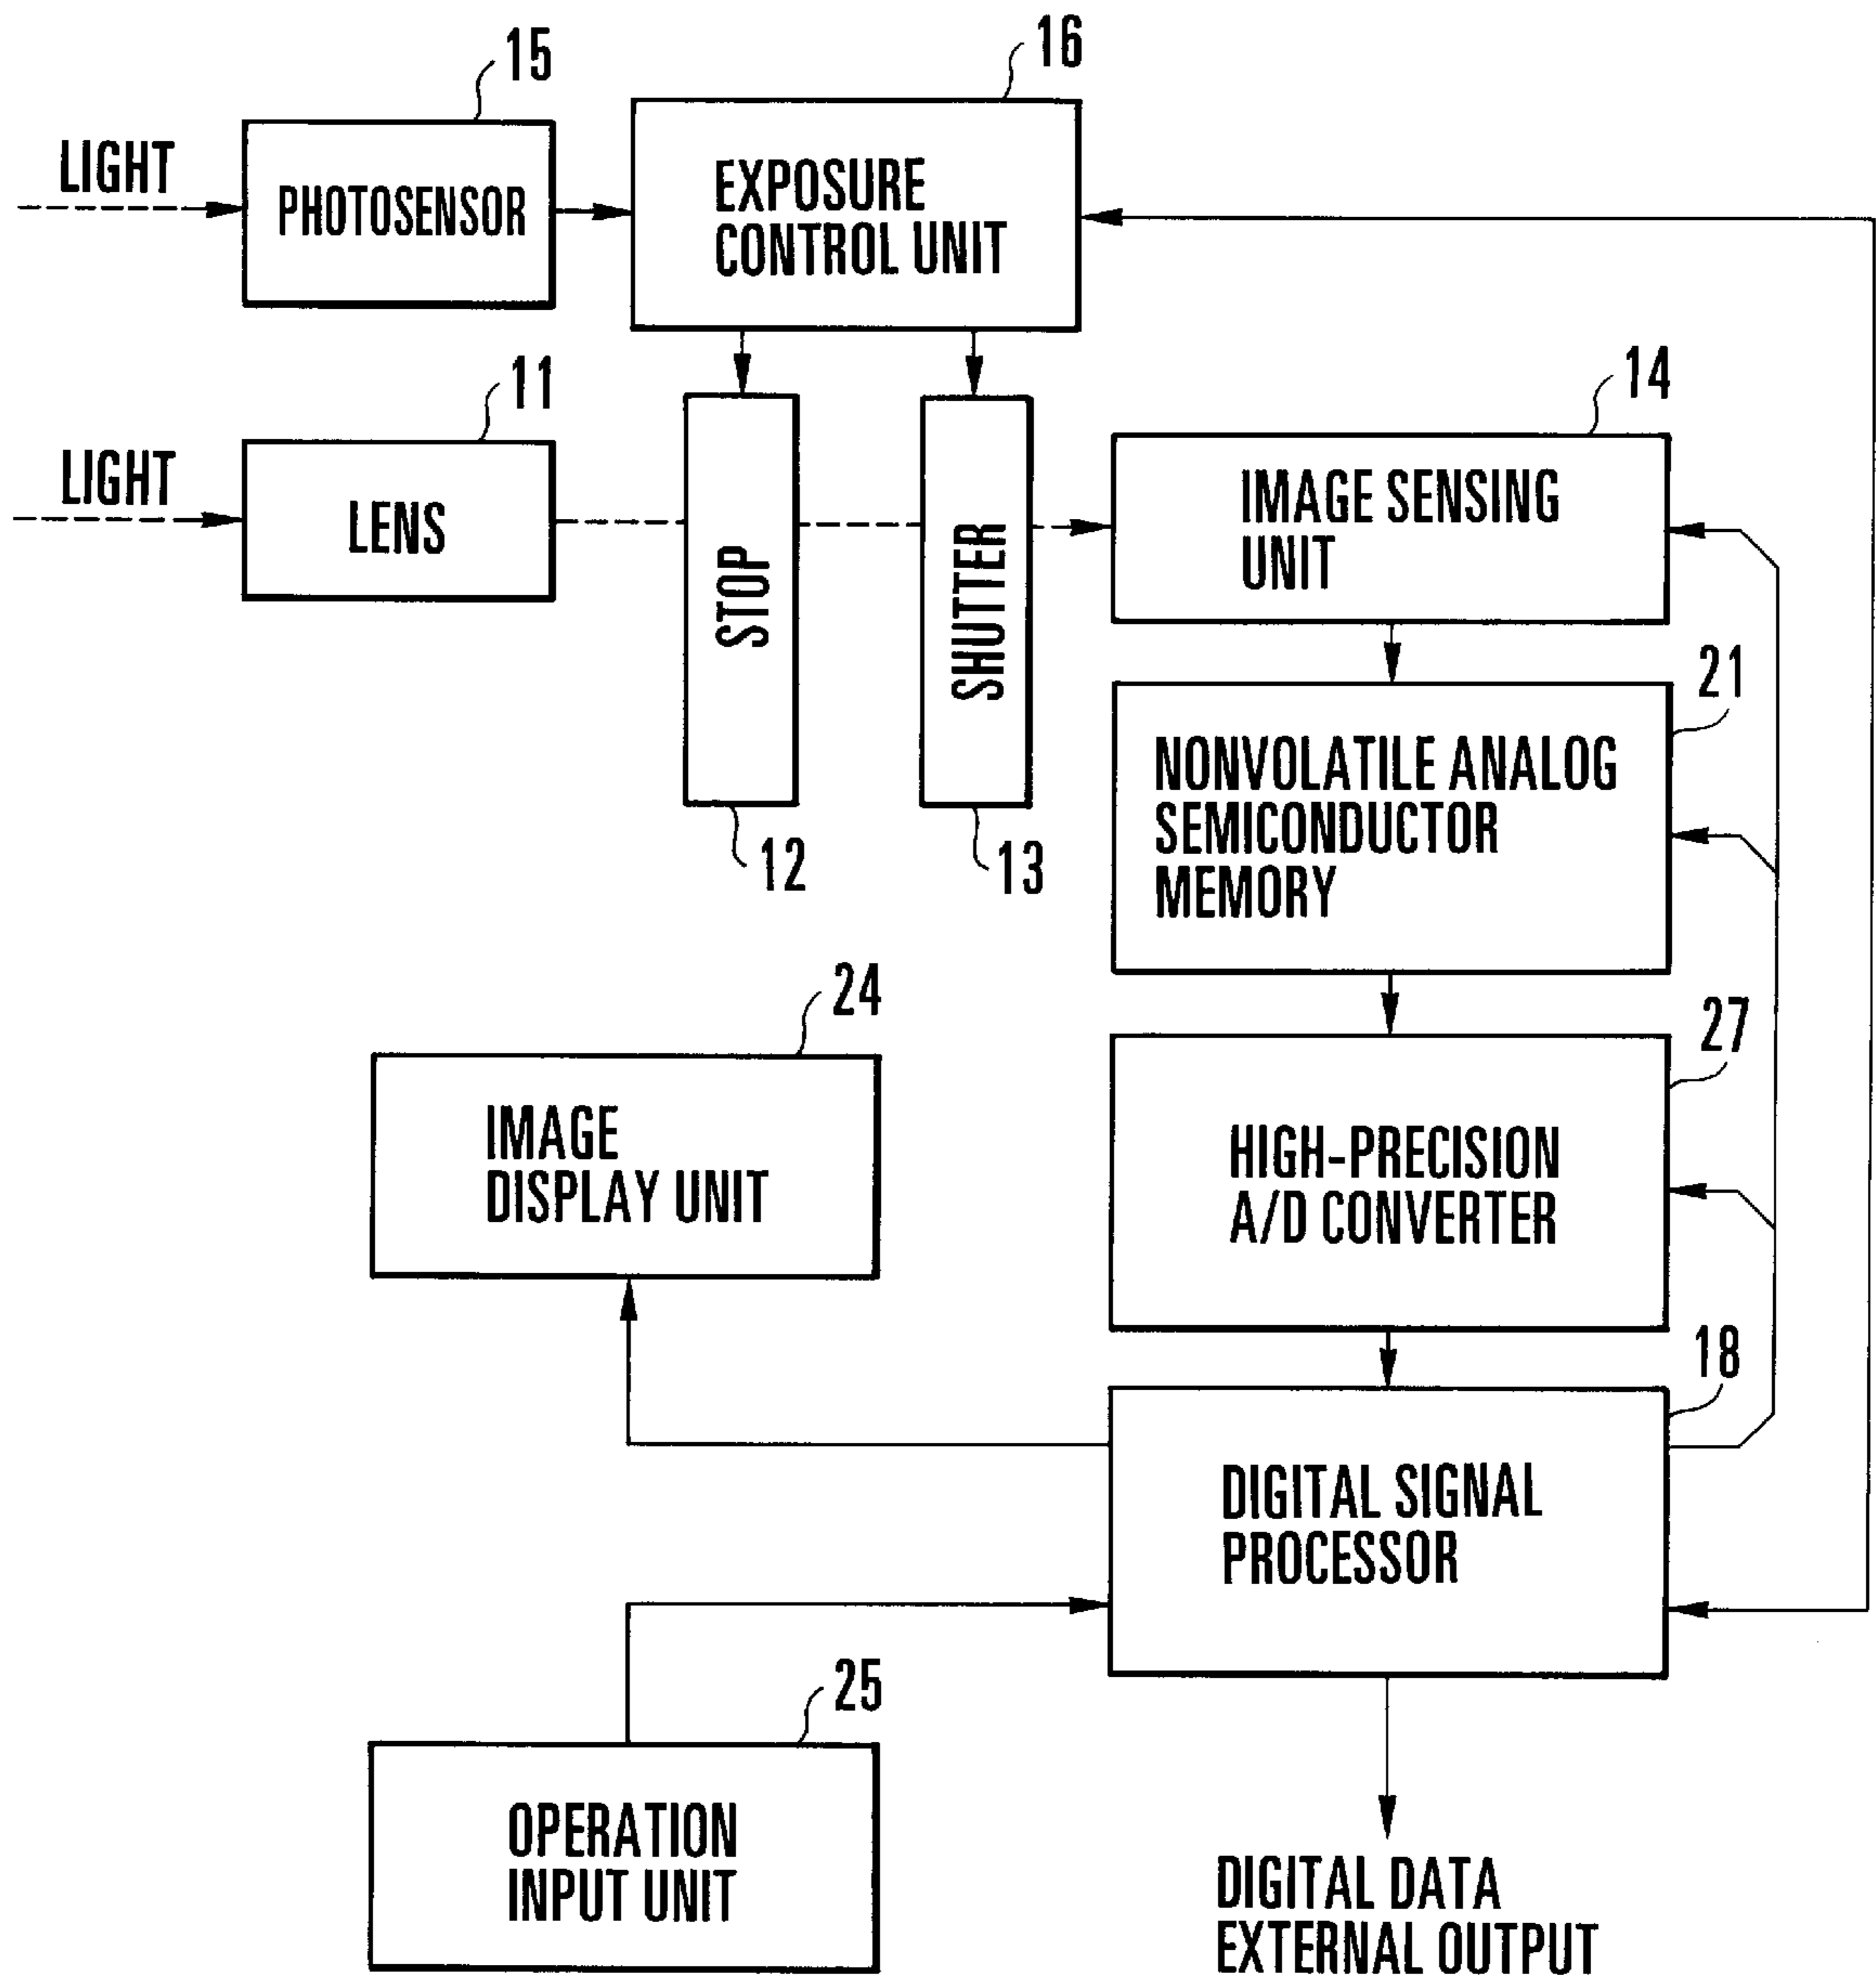 15
16
LIGHT
PHOTOSENSOR
EXPOSURE
CONTROL UNIT
11
14
LIGHT
LENS
STOP
SHUTTER
IMAGE SENSING
UNIT
12
13
21
NONVOLATILE ANALOG
SEMICONDUCTOR
MEMORY
24
27
IMAGE
DISPLAY UNIT
HIGH-PRECISION
A/D CONVERTER
18
DIGITAL SIGNAL
PROCESSOR
25
OPERATION
INPUT UNIT
DIGITAL DATA
EXTERNAL OUTPUT